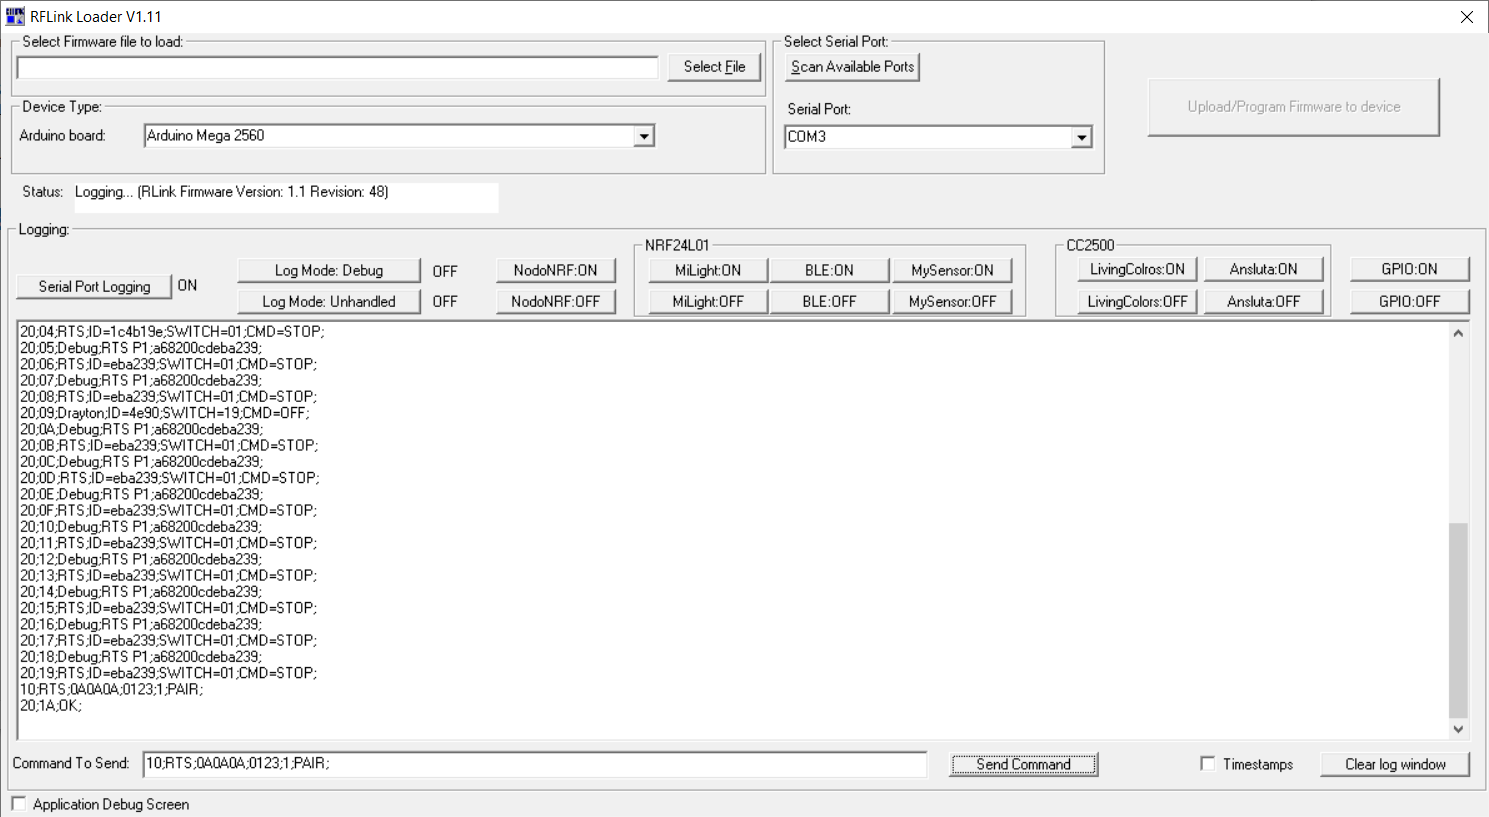 RFLink Loader V1.11
Select Firmware file to load:
Select File
Select Serial Port:
Scan Available Ports
Serial Port:
COM3
Upload/Program Firmware to device
Device Type:
Arduino board:
Arduino Mega 2560
Status:
Logging... (RLink Firmware Version: 1.1 Revision: 48)
Logging:
Serial Port Logging
ON
Log Mode: Debug
OFF
Log Mode: Unhandled
OFF
NodoNRF:ON
NodoNRF:OFF
NRF24L01
MiLight:ON
BLE:ON
MySensor:ON
MiLight:OFF
BLE:OFF
MySensor:OFF
CC2500
LivingColros:ON
Ansluta:ON
LivingColors:OFF
Ansluta:OFF
GPIO:ON
GPIO:OFF
20;04;RTS;ID=1c4b19e;SWITCH=01;CMD=STOP;
20;05;Debug;RTS P1;a68200cdeba239;
20;06;RTS;ID=eba239;SWITCH=01;CMD=STOP;
20;07;Debug;RTS P1;a68200cdeba239;
20;08;RTS;ID=eba239;SWITCH=01;CMD=STOP;
20;09;Drayton;ID=4e90;SWITCH=19;CMD=OFF;
20;0A;Debug;RTS P1;a68200cdeba239;
20;0B;RTS;ID=eba239;SWITCH=01;CMD=STOP;
20;0C;Debug;RTS P1;a68200cdeba239;
20;0D;RTS;ID=eba239;SWITCH=01;CMD=STOP;
20;0E;Debug;RTS P1;a68200cdeba239;
20;0F;RTS;ID=eba239;SWITCH=01;CMD=STOP;
20;10;Debug;RTS P1;a68200cdeba239;
20;11;RTS;ID=eba239;SWITCH=01;CMD=STOP;
20;12;Debug;RTS P1;a68200cdeba239;
20;13;RTS;ID=eba239;SWITCH=01;CMD=STOP;
20;14;Debug;RTS P1;a68200cdeba239;
20;15;RTS;ID=eba239;SWITCH=01;CMD=STOP;
20;16;Debug;RTS P1;a68200cdeba239;
20;17;RTS;ID=eba239;SWITCH=01;CMD=STOP;
20;18;Debug;RTS P1;a68200cdeba239;
20;19;RTS;ID=eba239;SWITCH=01;CMD=STOP;
10;RTS;0A0A0A;0123;1;PAIR;
20;1A;OK;
Command To Send:
10;RTS;0A0A0A;0123;1;PAIR;
Send Command
Timestamps
Clear log window
Application Debug Screen